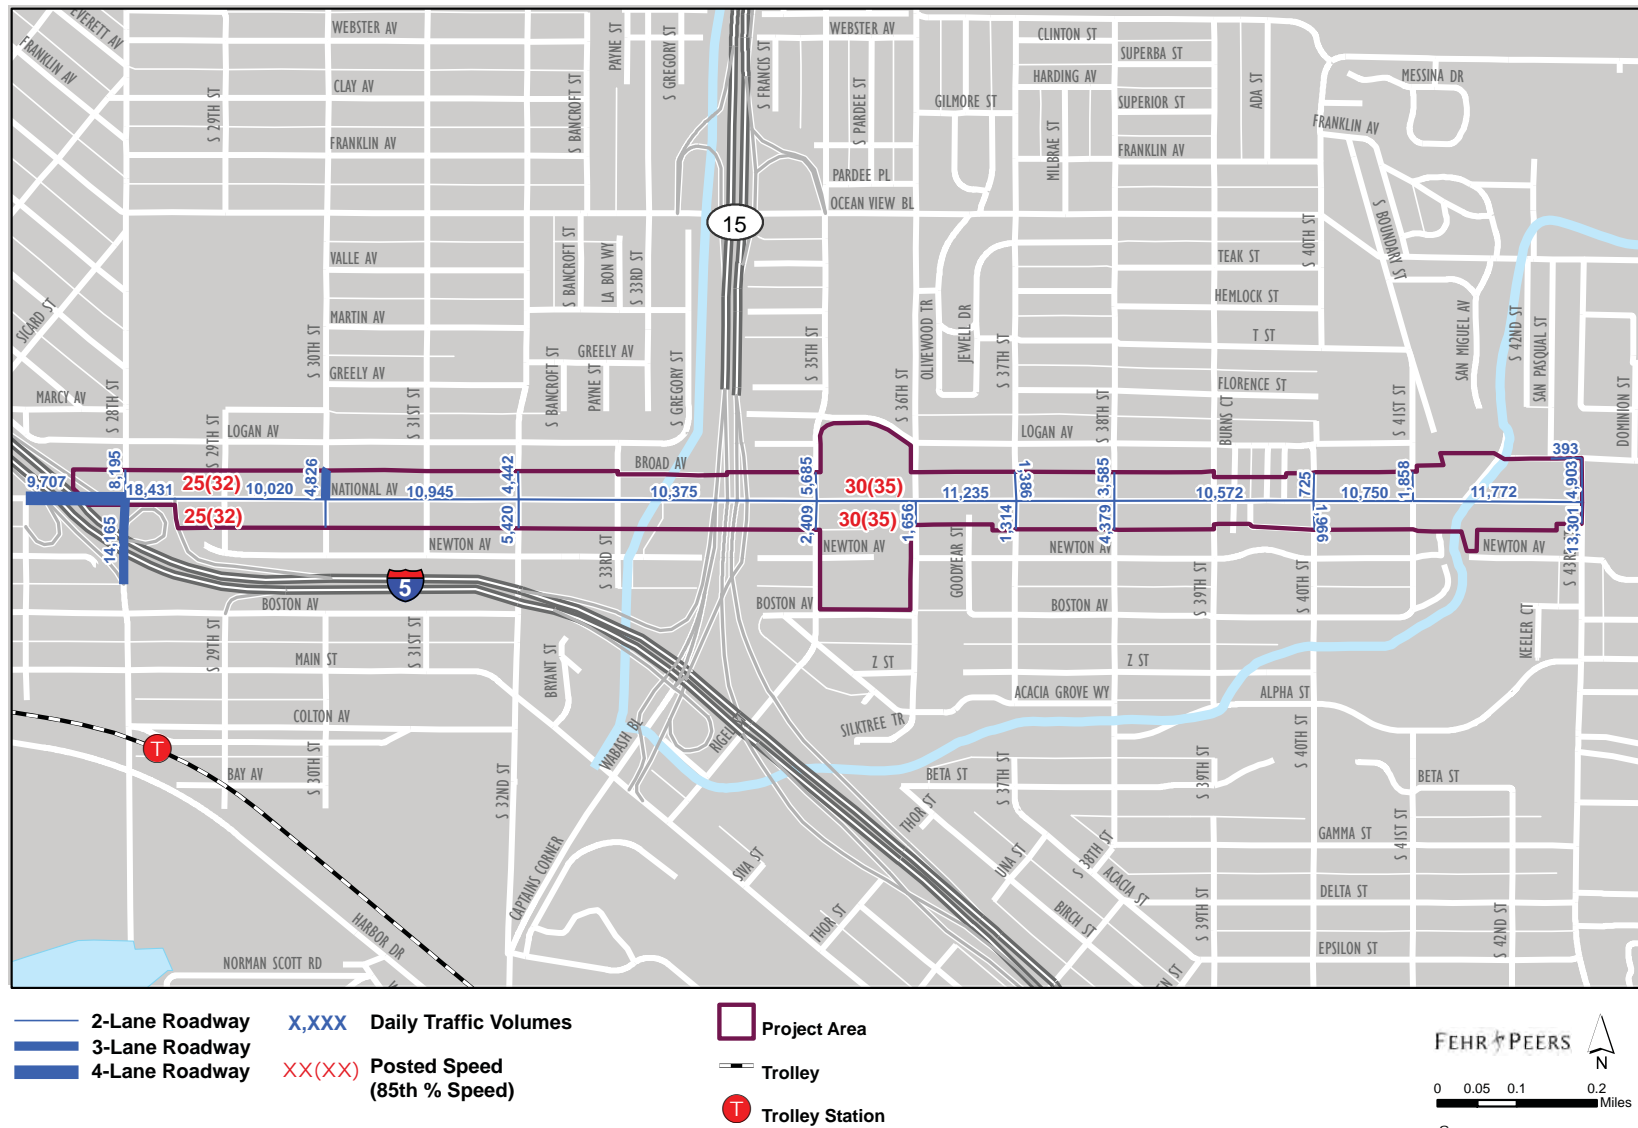 EVERETT AV
FRANKLIN AV
WEBSTER AV
CLAY AV
FRANKLIN AV
S 29TH ST
S BANCROFT ST
PAYNE ST
S GREGORY ST
S FRANCIS ST
WEBSTER AV
S PARDEE ST
GILMORE ST
PARDEE PL
OCEAN VIEW BL
CLINTON ST
HARDING AV
MILBRAE ST
SUPERBA ST
SUPERIOR ST
FRANKLIN AV
ADA ST
MESSINA DR
FRANKLIN AV
S BOUNDARY ST
15
SICARD ST
VALLE AV
MARTIN AV
GREELY AV
S 30TH ST
S BANCROFT ST
LA BON WY
S 33RD ST
GREELY AV
S BANCROFT ST
PAYNE ST
S GREGORY ST
S 35TH ST
S 36TH ST
OLIVEWOOD TR
JEWELL DR
S 37TH ST
TEAK ST
HEMLOCK ST
T ST
FLORENCE ST
S 40TH ST
SAN MIGUEL AV
S 42ND ST
SAN PASQUAL ST
DOMINION ST
MARCY AV
S 28TH ST
S 29TH ST
LOGAN AV
S 31ST ST
BROAD AV
LOGAN AV
S 38TH ST
BURNS CT
S 41ST ST
9,707
8,195
18,431
25(32)
10,020
4,826
NATIONAL AV
10,945
4,442
10,375
5,685
30(35)
11,235
1,386
3,585
10,572
725
10,750
1,858
11,772
393
4,903
14,165
25(32)
5,420
2,409
30(35)
1,656
1,314
4,379
1,966
13,301
NEWTON AV
S 33RD ST
NEWTON AV
GOODYEAR ST
NEWTON AV
S 39TH ST
S 40TH ST
NEWTON AV
S 43RD ST
5
BOSTON AV
BOSTON AV
BOSTON AV
KEELER CT
S 29TH ST
MAIN ST
S 31ST ST
BRYANT ST
Z ST
Z ST
COLTON AV
WABASH BL
RIGEL
SILKTREE TR
ACACIA GROVE WY
ALPHA ST
S 40TH ST
T
BAY AV
S 30TH ST
S 32ND ST
BETA ST
S 37TH ST
S 39TH ST
BETA ST
THOR ST
CAPTAINS CORNER
SIVA ST
UNA ST
S 38TH ST
ACACIA ST
GAMMA ST
S 41ST ST
DELTA ST
HARBOR DR
THOR ST
BIRCH ST
S 39TH ST
S 42ND ST
EPSILON ST
NORMAN SCOTT RD
EN ST
2-Lane Roadway
3-Lane Roadway
4-Lane Roadway
X,XXX Daily Traffic Volumes
XX(XX) Posted Speed
(85th % Speed)
Project Area
Trolley
T Trolley Station
FEHR & PEERS
N
0 0.05 0.1 0.2
Miles